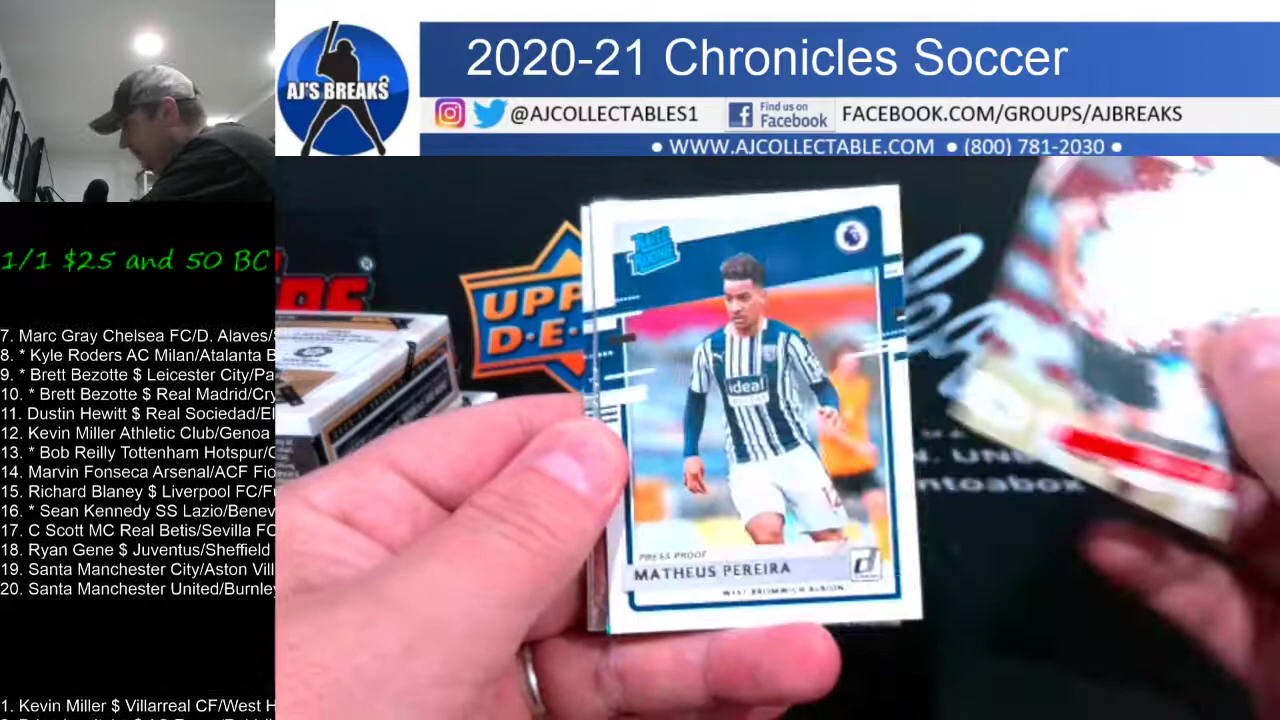 2020-21 Chronicles Soccer
AJ'S BREAKS
@AJCOLLECTABLES1
Find us on
Facebook
FACEBOOK.COM/GROUPS/AJBREAKS
• WWW.AJCOLLECTABLE.COM • (800) 781-2030 •
1/1 $25 and 50 BC
7. Marc Gray Chelsea FC/D. Alaves/
8. * Kyle Roders AC Milan/Atalanta B
9. * Brett Bezotte $ Leicester City/Pa
10. * Brett Bezotte $ Real Madrid/Cry
11. Dustin Hewitt $ Real Sociedad/El
12. Kevin Miller Athletic Club/Genoa
13. * Bob Reilly Tottenham Hotspur/C
14. Marvin Fonseca Arsenal/ACF Fio
15. Richard Blaney $ Liverpool FC/F
16. * Sean Kennedy SS Lazio/Benev
17. C Scott MC Real Betis/Sevilla FC
18. Ryan Gene $ Juventus/Sheffield
19. Santa Manchester City/Aston Vill
20. Santa Manchester United/Burnley
1. Kevin Miller $ Villarreal CF/West H
UPP
D·E
RATED
ROOKIE
ideal
PRESS PROOF
MATHEUS PEREIRA
WEST BROMWICH ALBION